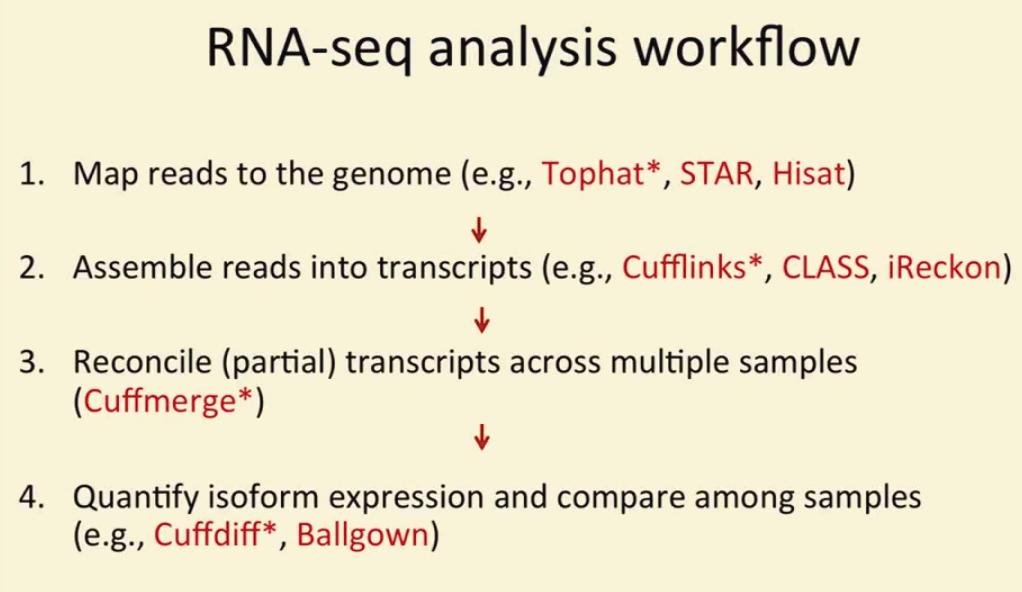 RNA-seq analysis workflow
1. Map reads to the genome (e.g., Tophat*, STAR, Hisat)
2. Assemble reads into transcripts (e.g., Cufflinks*, CLASS, iReckon)
3. Reconcile (partial) transcripts across multiple samples
(Cuffmerge*)
4. Quantify isoform expression and compare among samples
(e.g., Cuffdiff*, Ballgown)